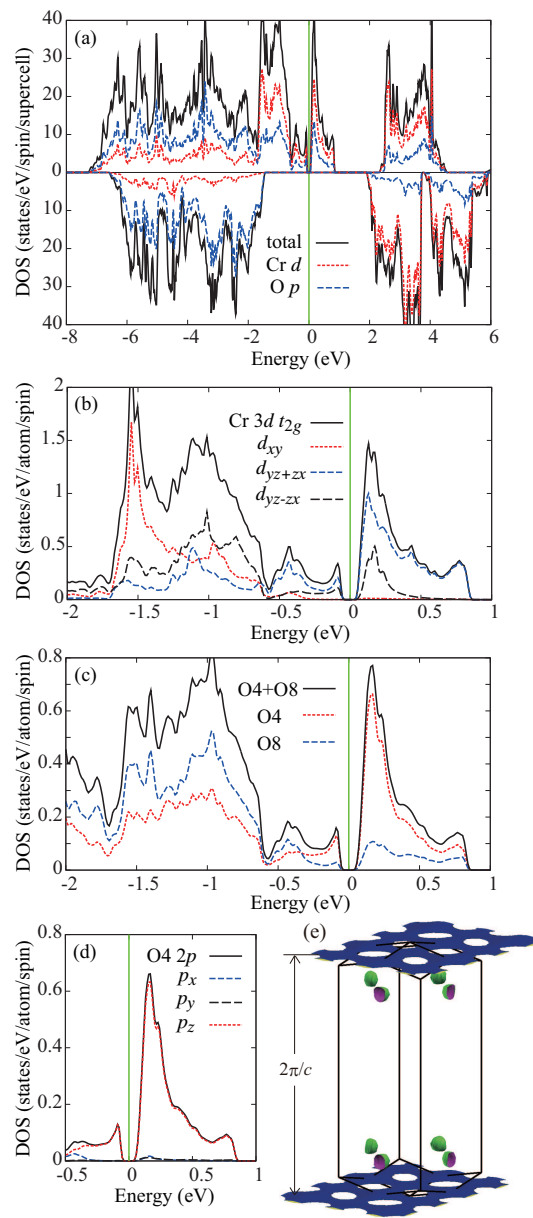 (a)
DOS (states/eV/spin/supercell)
40
30
20
10
0
10
20
30
40
total
Cr d
O p
-8 -6 -4 -2 0 2 4 6
Energy (eV)
(b)
DOS (states/eV/atom/spin)
2
1.5
1
0.5
0
Cr 3d t2g
dxy
dyz+zx
dyz-zx
-2 -1.5 -1 -0.5 0 0.5 1
Energy (eV)
(c)
DOS (states/eV/atom/spin)
0.8
0.6
0.4
0.2
0
O4+O8
O4
O8
-2 -1.5 -1 -0.5 0 0.5 1
Energy (eV)
(d)
DOS (states/eV/atom/spin)
0.8
0.6
0.4
0.2
0
O4 2p
px
py
pz
-0.5 0 0.5 1
Energy (eV)
(e)
2π/c